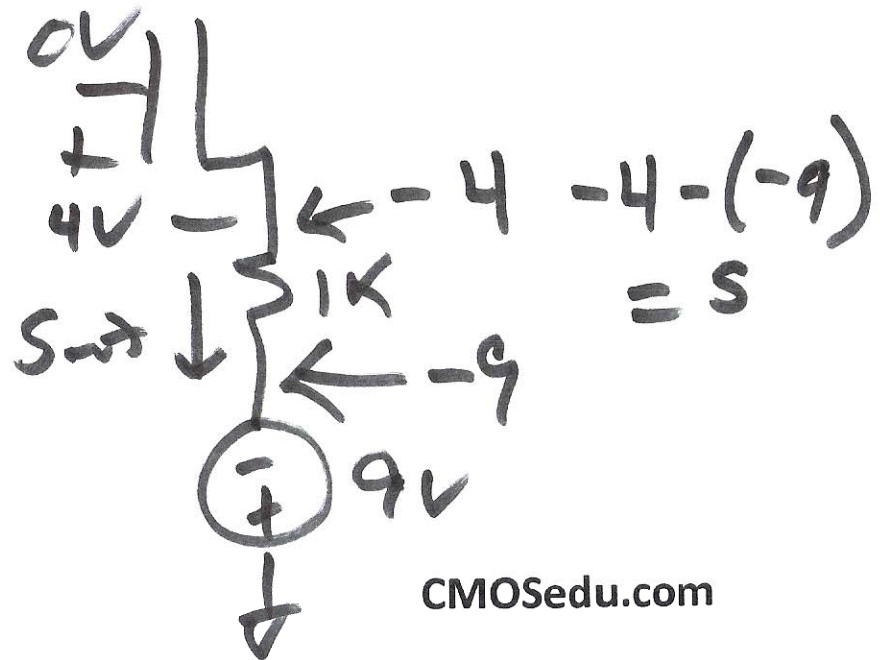 0V
+
4V -
← -4
-4-(-9)
= 5
1K
5mA
← -9
-
+
9V
CMOSedu.com